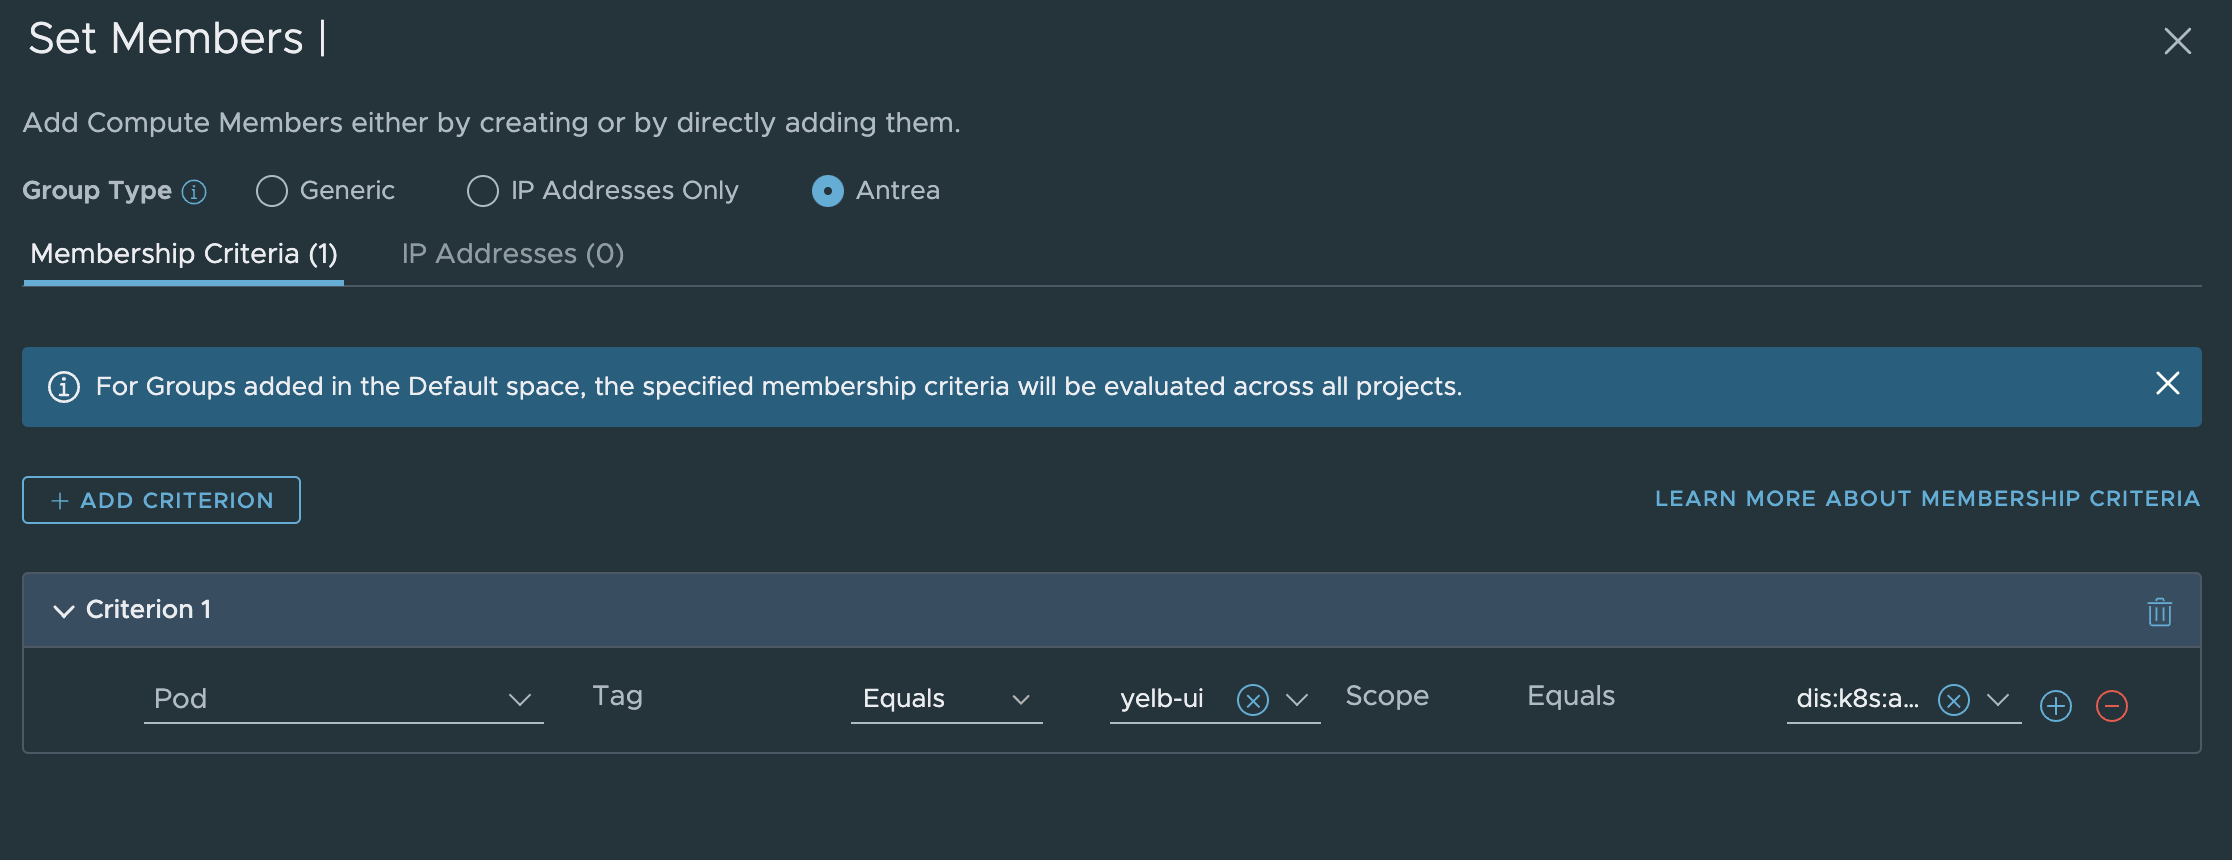 Set Members |
Add Compute Members either by creating or by directly adding them.
Group Type Generic IP Addresses Only Antrea
Membership Criteria (1) IP Addresses (0)
For Groups added in the Default space, the specified membership criteria will be evaluated across all projects.
+ ADD CRITERION LEARN MORE ABOUT MEMBERSHIP CRITERIA
Criterion 1
Pod Tag Equals yelb-ui Scope Equals dis:k8s:a...